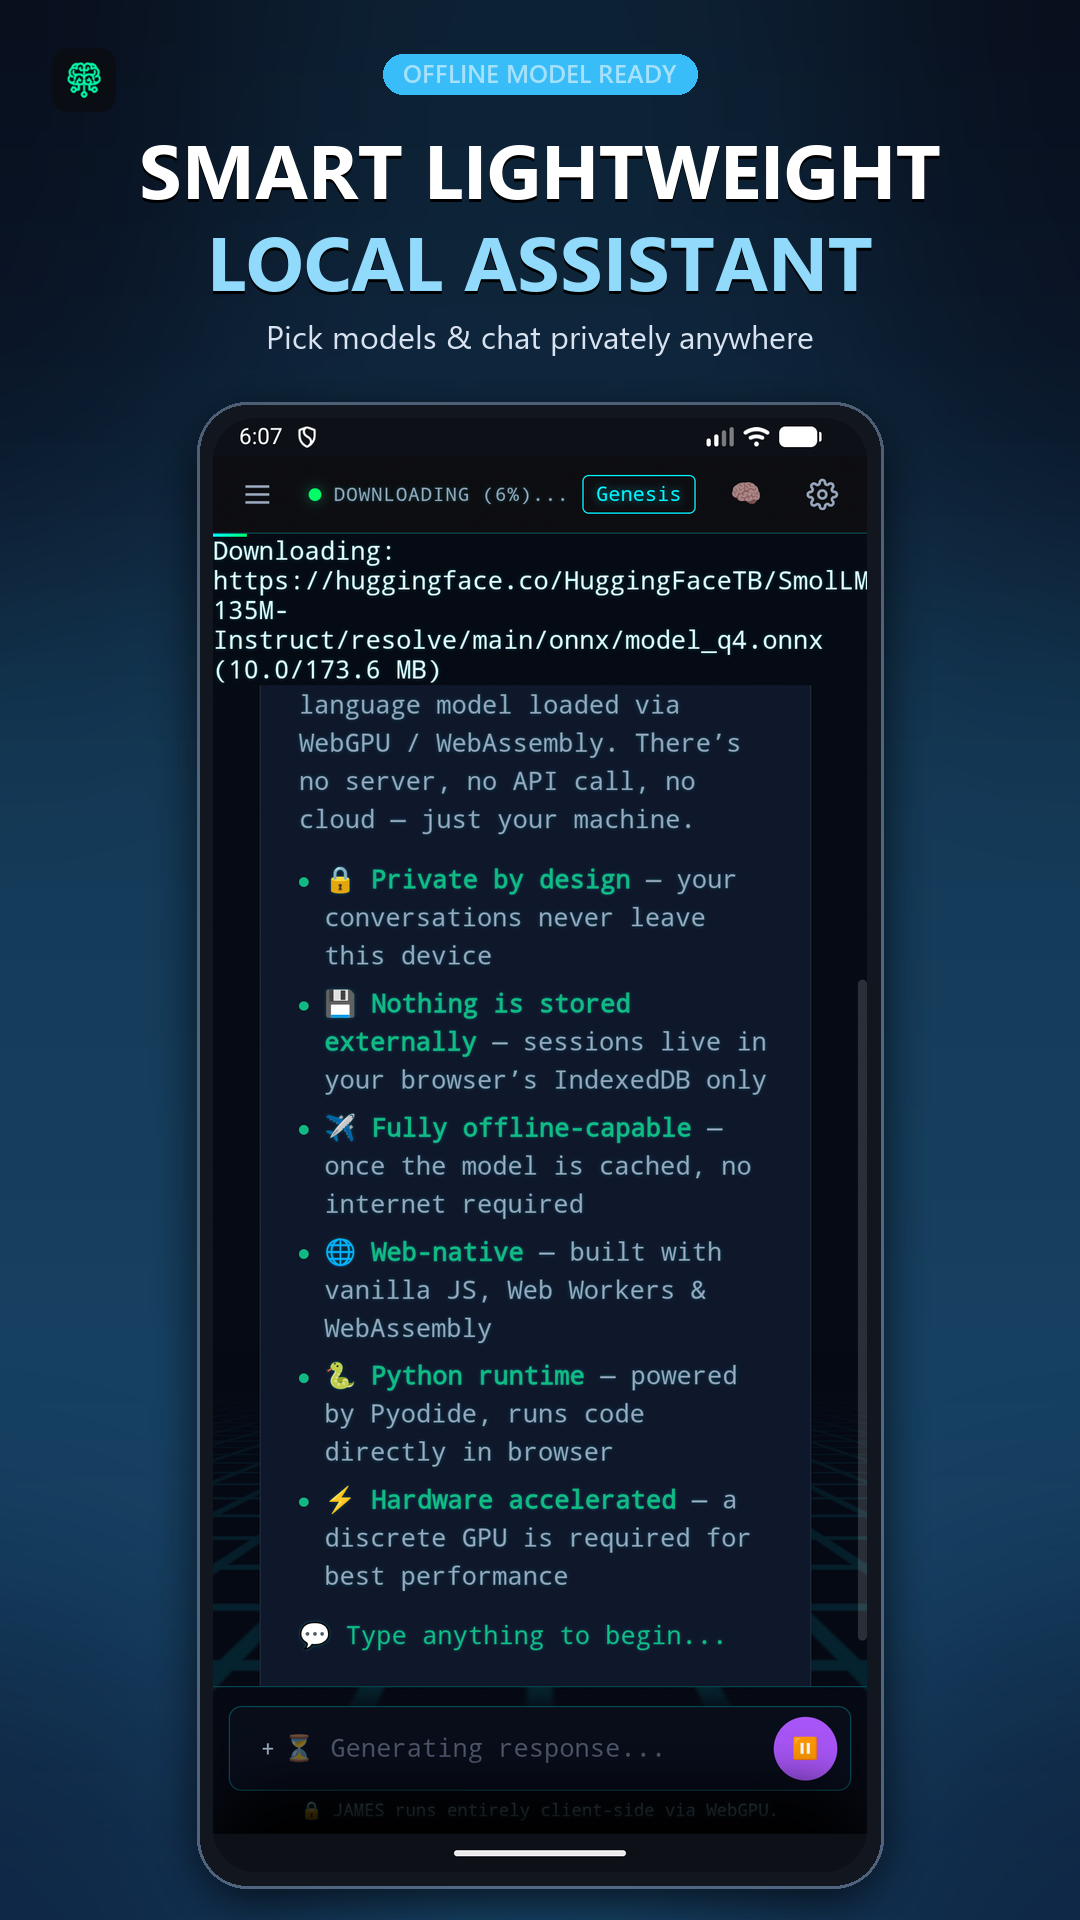 OFFLINE MODEL READY
SMART LIGHTWEIGHT
LOCAL ASSISTANT
Pick models & chat privately anywhere
6:07
DOWNLOADING (6%)... Genesis
Downloading:
https://huggingface.co/HuggingFaceTB/SmolLM
135M-
Instruct/resolve/main/onnx/model_q4.onnx
(10.0/173.6 MB)
language model loaded via
WebGPU / WebAssembly. There’s
no server, no API call, no
cloud — just your machine.
• 🔒 Private by design — your
conversations never leave
this device
• 💾 Nothing is stored
externally — sessions live in
your browser’s IndexedDB only
• ✈️ Fully offline-capable —
once the model is cached, no
internet required
• 🌐 Web-native — built with
vanilla JS, Web Workers &
WebAssembly
• 🐍 Python runtime — powered
by Pyodide, runs code
directly in browser
• ⚡ Hardware accelerated — a
discrete GPU is required for
best performance
💬 Type anything to begin...
+ ⏳ Generating response...
🔒 JAMES runs entirely client-side via WebGPU.